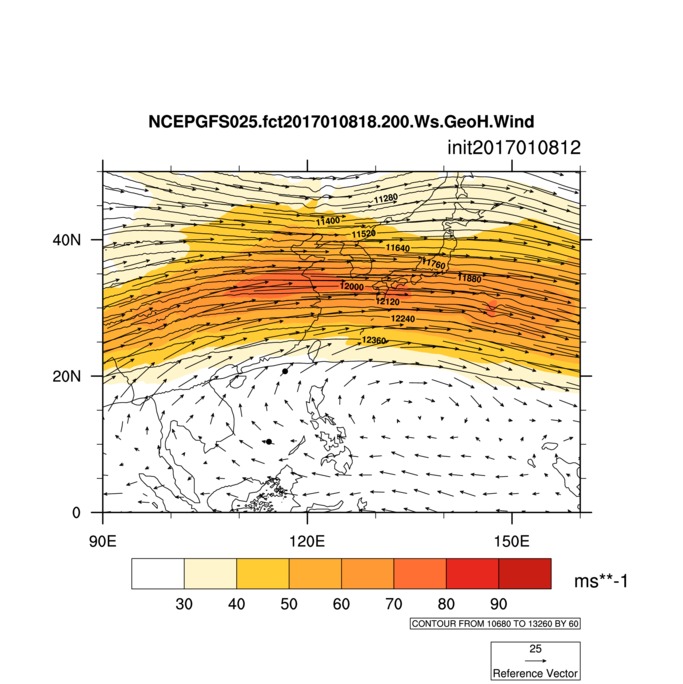 NCEPGFS025.fct2017010818.200.Ws.GeoH.Wind
init2017010812
11280
11400
11520
40N
11640
11760
11880
12000
12120
12240
12360
20N
0
90E 120E 150E
ms**-1
30 40 50 60 70 80 90
CONTOUR FROM 10680 TO 13260 BY 60
25
Reference Vector